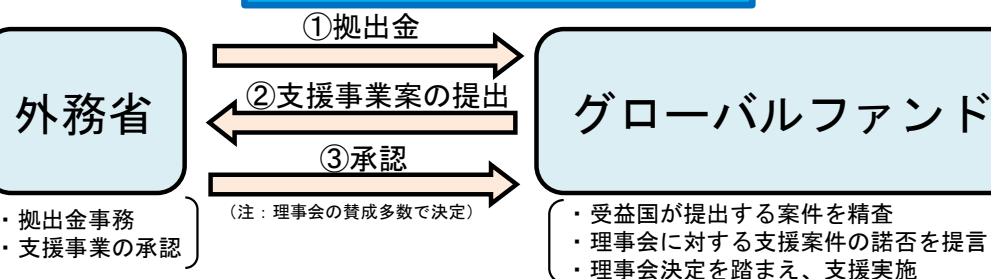 ①拠出金
外務省
②支援事業案の提出
グローバルファンド
③承認
（注：理事会の賛成多数で決定）
・拠出金事務
・支援事業の承認
・受益国が提出する案件を精査
・理事会に対する支援案件の諾否を提言
・理事会決定を踏まえ、支援実施